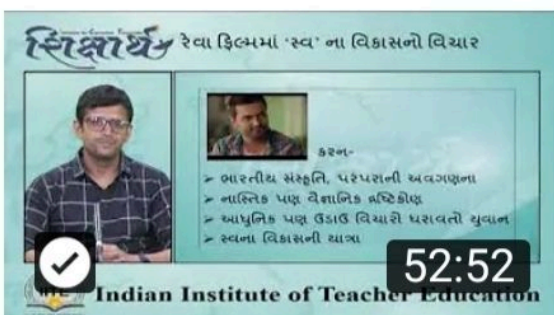 શિક્ષાર્થ
રેવા ફિલ્મમાં 'સ્વ' ના વિકાસનો વિચાર
કરન-
➤ ભારતીય સંસ્કૃતિ, પરંપરાની અવગણના
➤ નાસ્તિક પણ વૈજ્ઞાનિક દ્રષ્ટિકોણ
➤ આધુનિક પણ ઉડાઉ વિચારો ધરાવતો યુવાન
➤ સ્વના વિકાસની યાત્રા
52:52
Indian Institute of Teacher Education